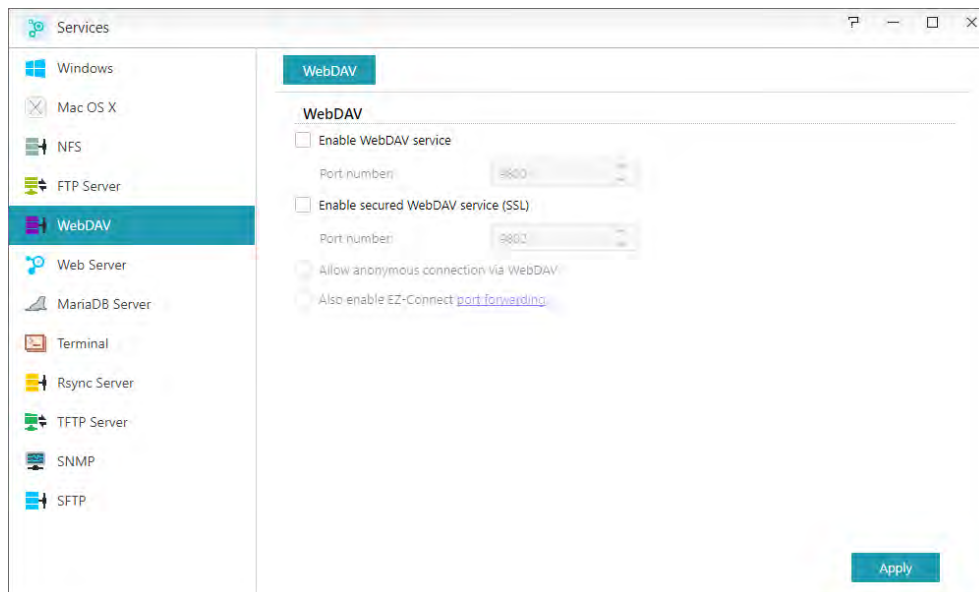 Services
Windows
Mac OS X
NFS
FTP Server
WebDAV
Web Server
MariaDB Server
Terminal
Rsync Server
TFTP Server
SNMP
SFTP
WebDAV
WebDAV
Enable WebDAV service
Port number: 9800
Enable secured WebDAV service (SSL)
Port number: 9802
Allow anonymous connection via WebDAV
Also enable EZ-Connect port forwarding.
Apply